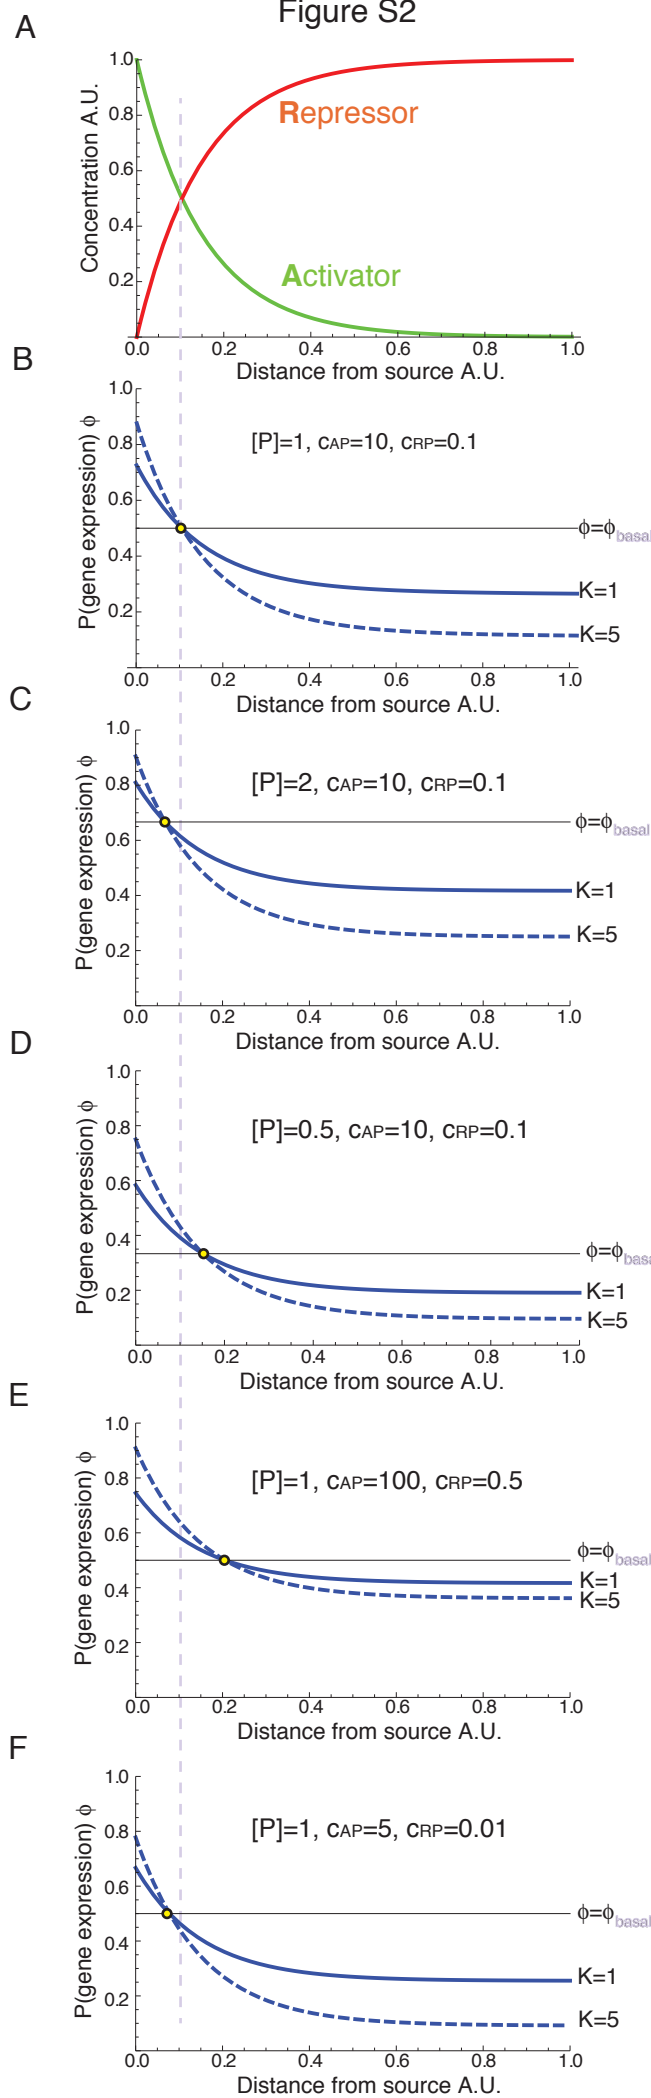 Figure S2
A
Concentration A.U.
1.0
0.8
0.6
0.4
0.2
Repressor
Activator
0.0 0.2 0.4 0.6 0.8 1.0
Distance from source A.U.
B
P(gene expression) ϕ
1.0
0.8
0.6
0.4
0.2
[P]=1, cAP=10, cRP=0.1
ϕ=ϕbasal
K=1
K=5
0.0 0.2 0.4 0.6 0.8 1.0
Distance from source A.U.
C
P(gene expression) ϕ
1.0
0.8
0.6
0.4
0.2
[P]=2, cAP=10, cRP=0.1
ϕ=ϕbasal
K=1
K=5
0.0 0.2 0.4 0.6 0.8 1.0
Distance from source A.U.
D
P(gene expression) ϕ
1.0
0.8
0.6
0.4
0.2
[P]=0.5, cAP=10, cRP=0.1
ϕ=ϕbasa
K=1
K=5
0.0 0.2 0.4 0.6 0.8 1.0
Distance from source A.U.
E
P(gene expression) ϕ
1.0
0.8
0.6
0.4
0.2
[P]=1, cAP=100, cRP=0.5
ϕ=ϕbasal
K=1
K=5
0.0 0.2 0.4 0.6 0.8 1.0
Distance from source A.U.
F
P(gene expression) ϕ
1.0
0.8
0.6
0.4
0.2
[P]=1, cAP=5, cRP=0.01
ϕ=ϕbasal
K=1
K=5
0.0 0.2 0.4 0.6 0.8 1.0
Distance from source A.U.